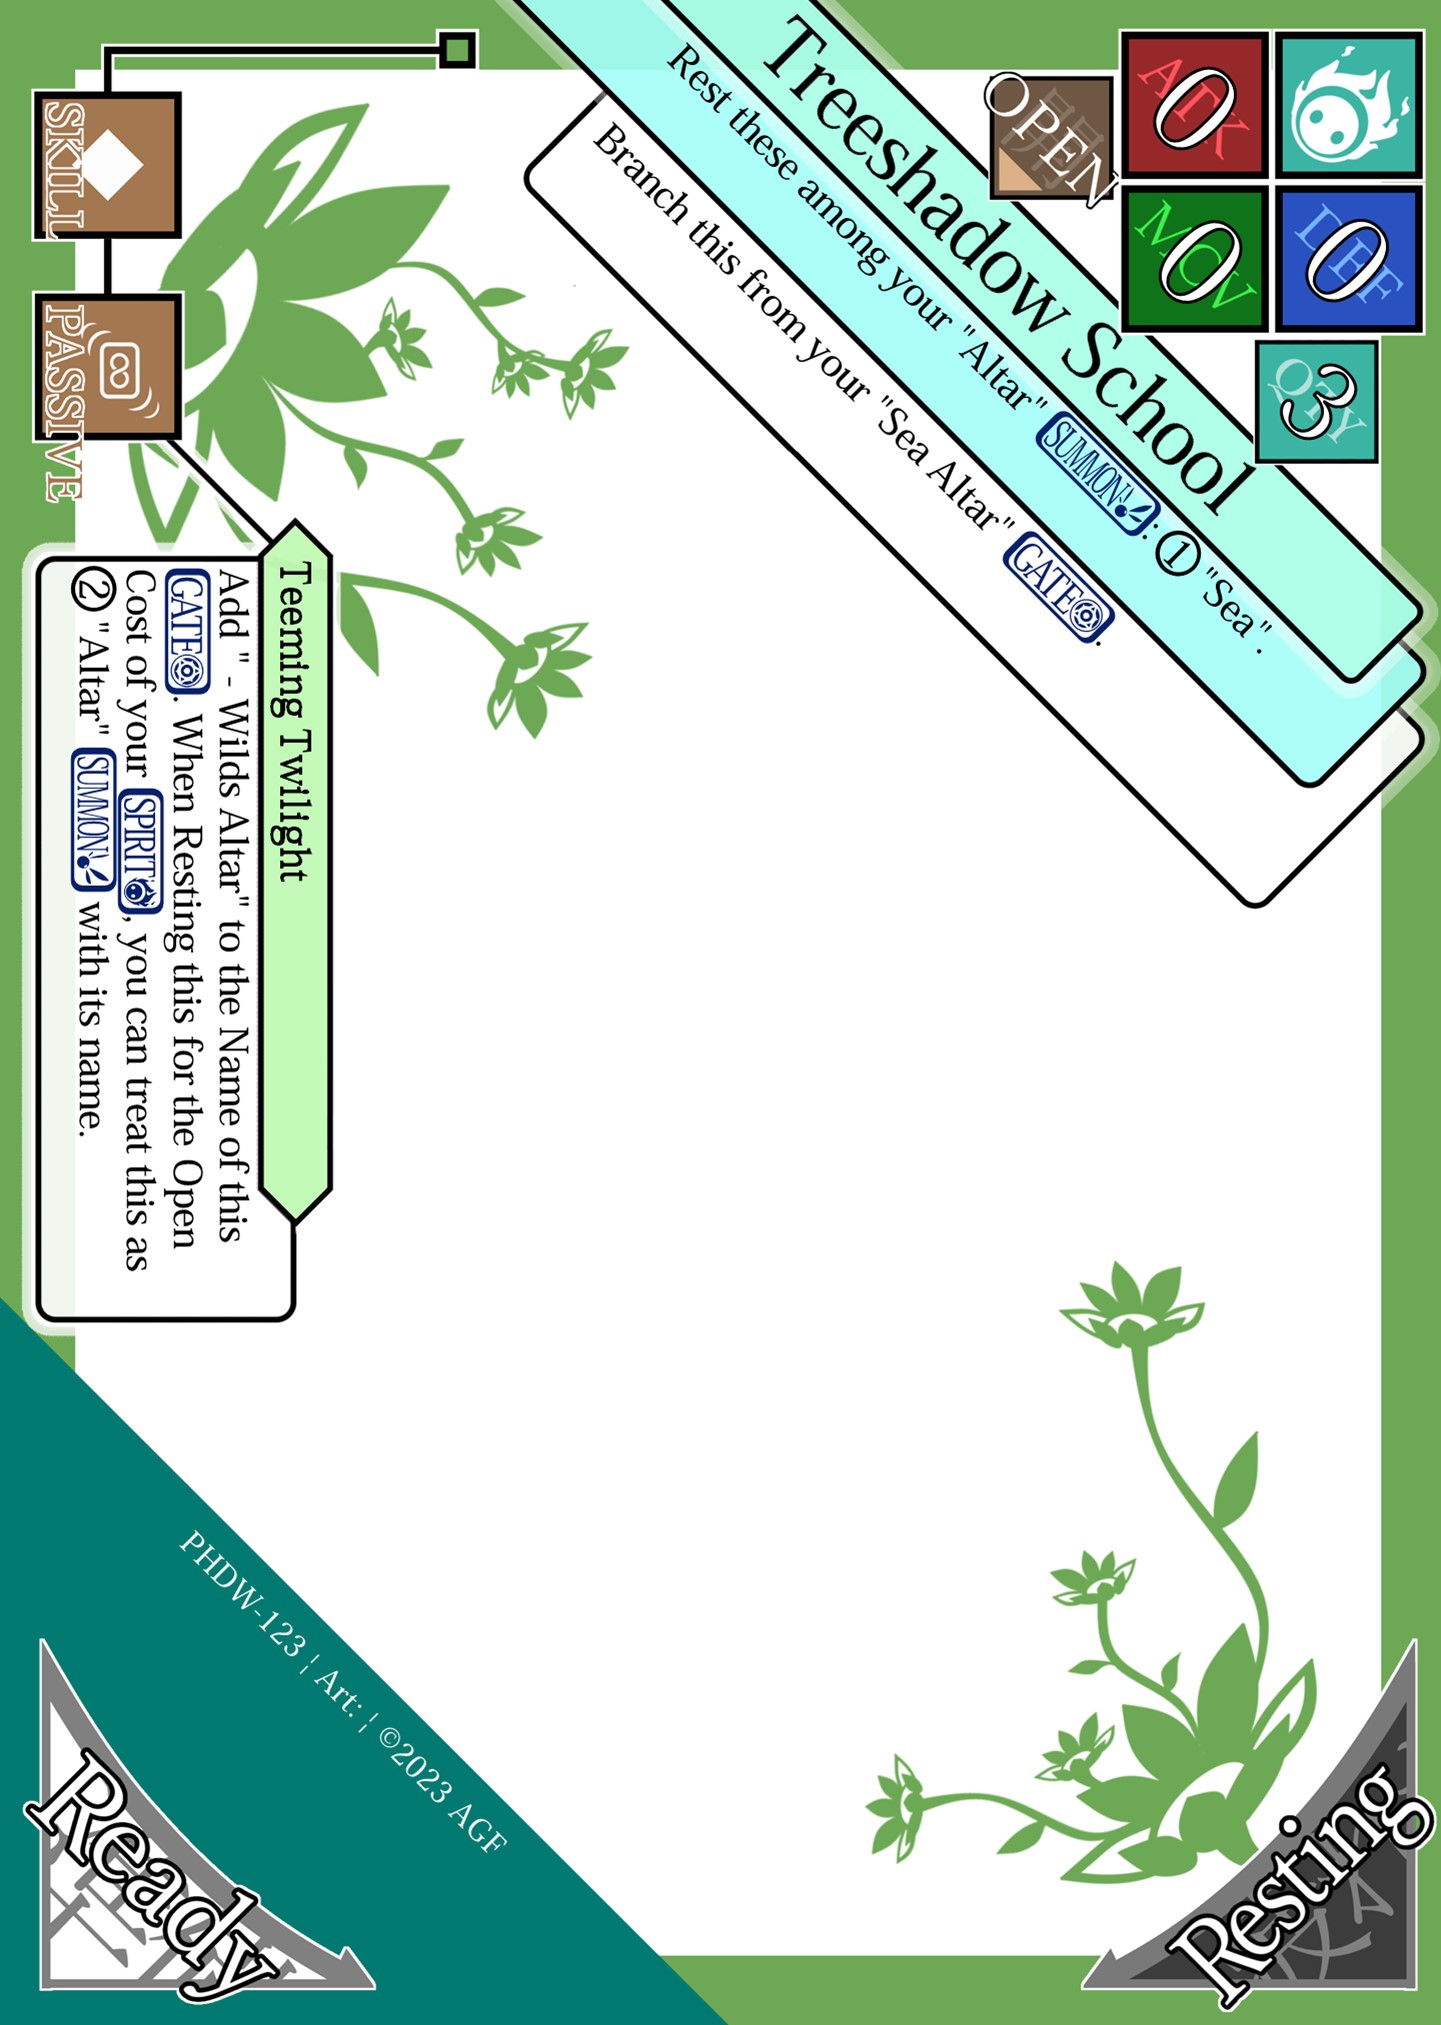 Treeshadow School
Rest these among your "Altar" SUMMON: ① "Sea".
Branch this from your "Sea Altar" GATE.
OPEN
ATK
0
MOV
0
DEF
0
QTY
3
SKILL
PASSIVE
Teeming Twilight
Add " - Wilds Altar" to the Name of this
GATE. When Resting this for the Open
Cost of your SPIRIT, you can treat this as
② "Altar" SUMMON with its name.
PHDW-123 ¦ Art: ¦ ©2023 AGF
Ready
Resting